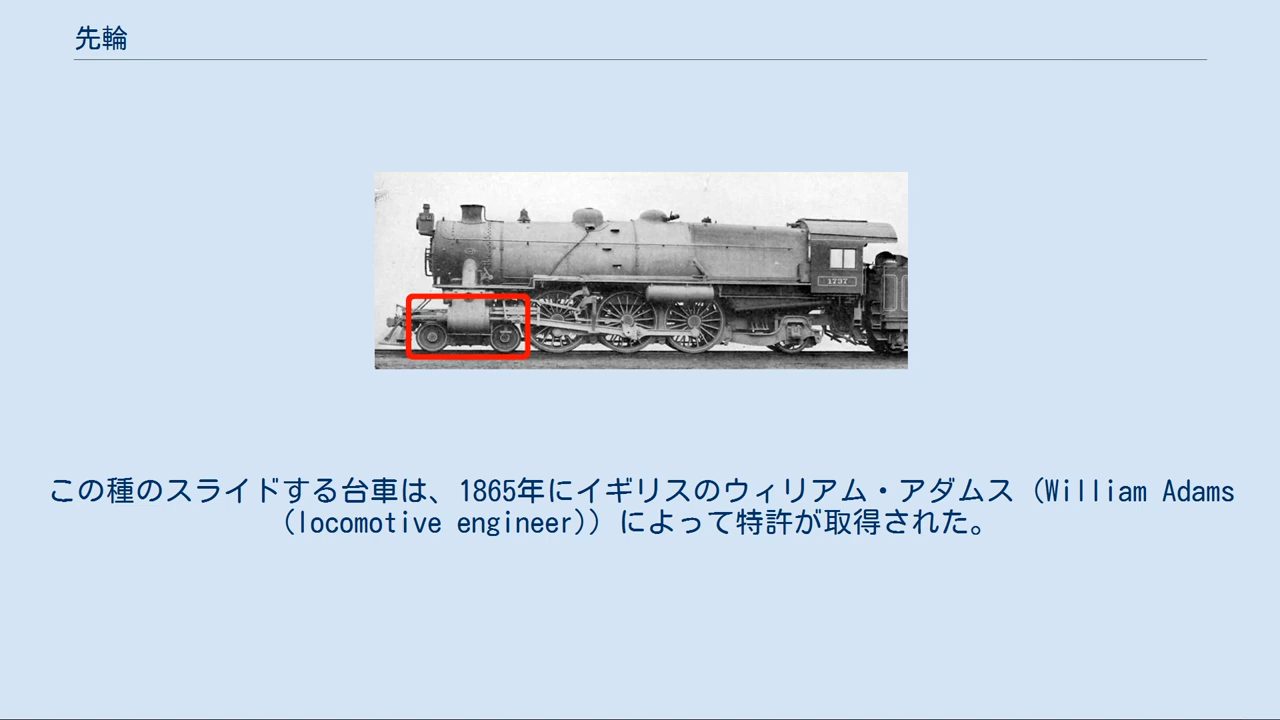 先輪
1737
この種のスライドする台車は、1865年にイギリスのウィリアム・アダムス（William Adams
（locomotive engineer)）によって特許が取得された。